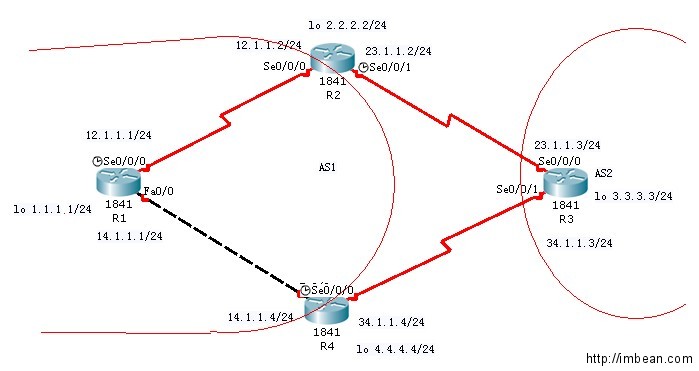 lo 2.2.2.2/24
12.1.1.2/24
23.1.1.2/24
Se0/0/0
Se0/0/1
1841
R2
12.1.1.1/24
Se0/0/0
Fa0/0
1841
R1
lo 1.1.1.1/24
14.1.1.1/24
AS1
23.1.1.3/24
Se0/0/0
AS2
Se0/0/1
lo 3.3.3.3/24
1841
R3
34.1.1.3/24
Se0/0/0
14.1.1.4/24
34.1.1.4/24
1841
R4
lo 4.4.4.4/24
http://imbean.com